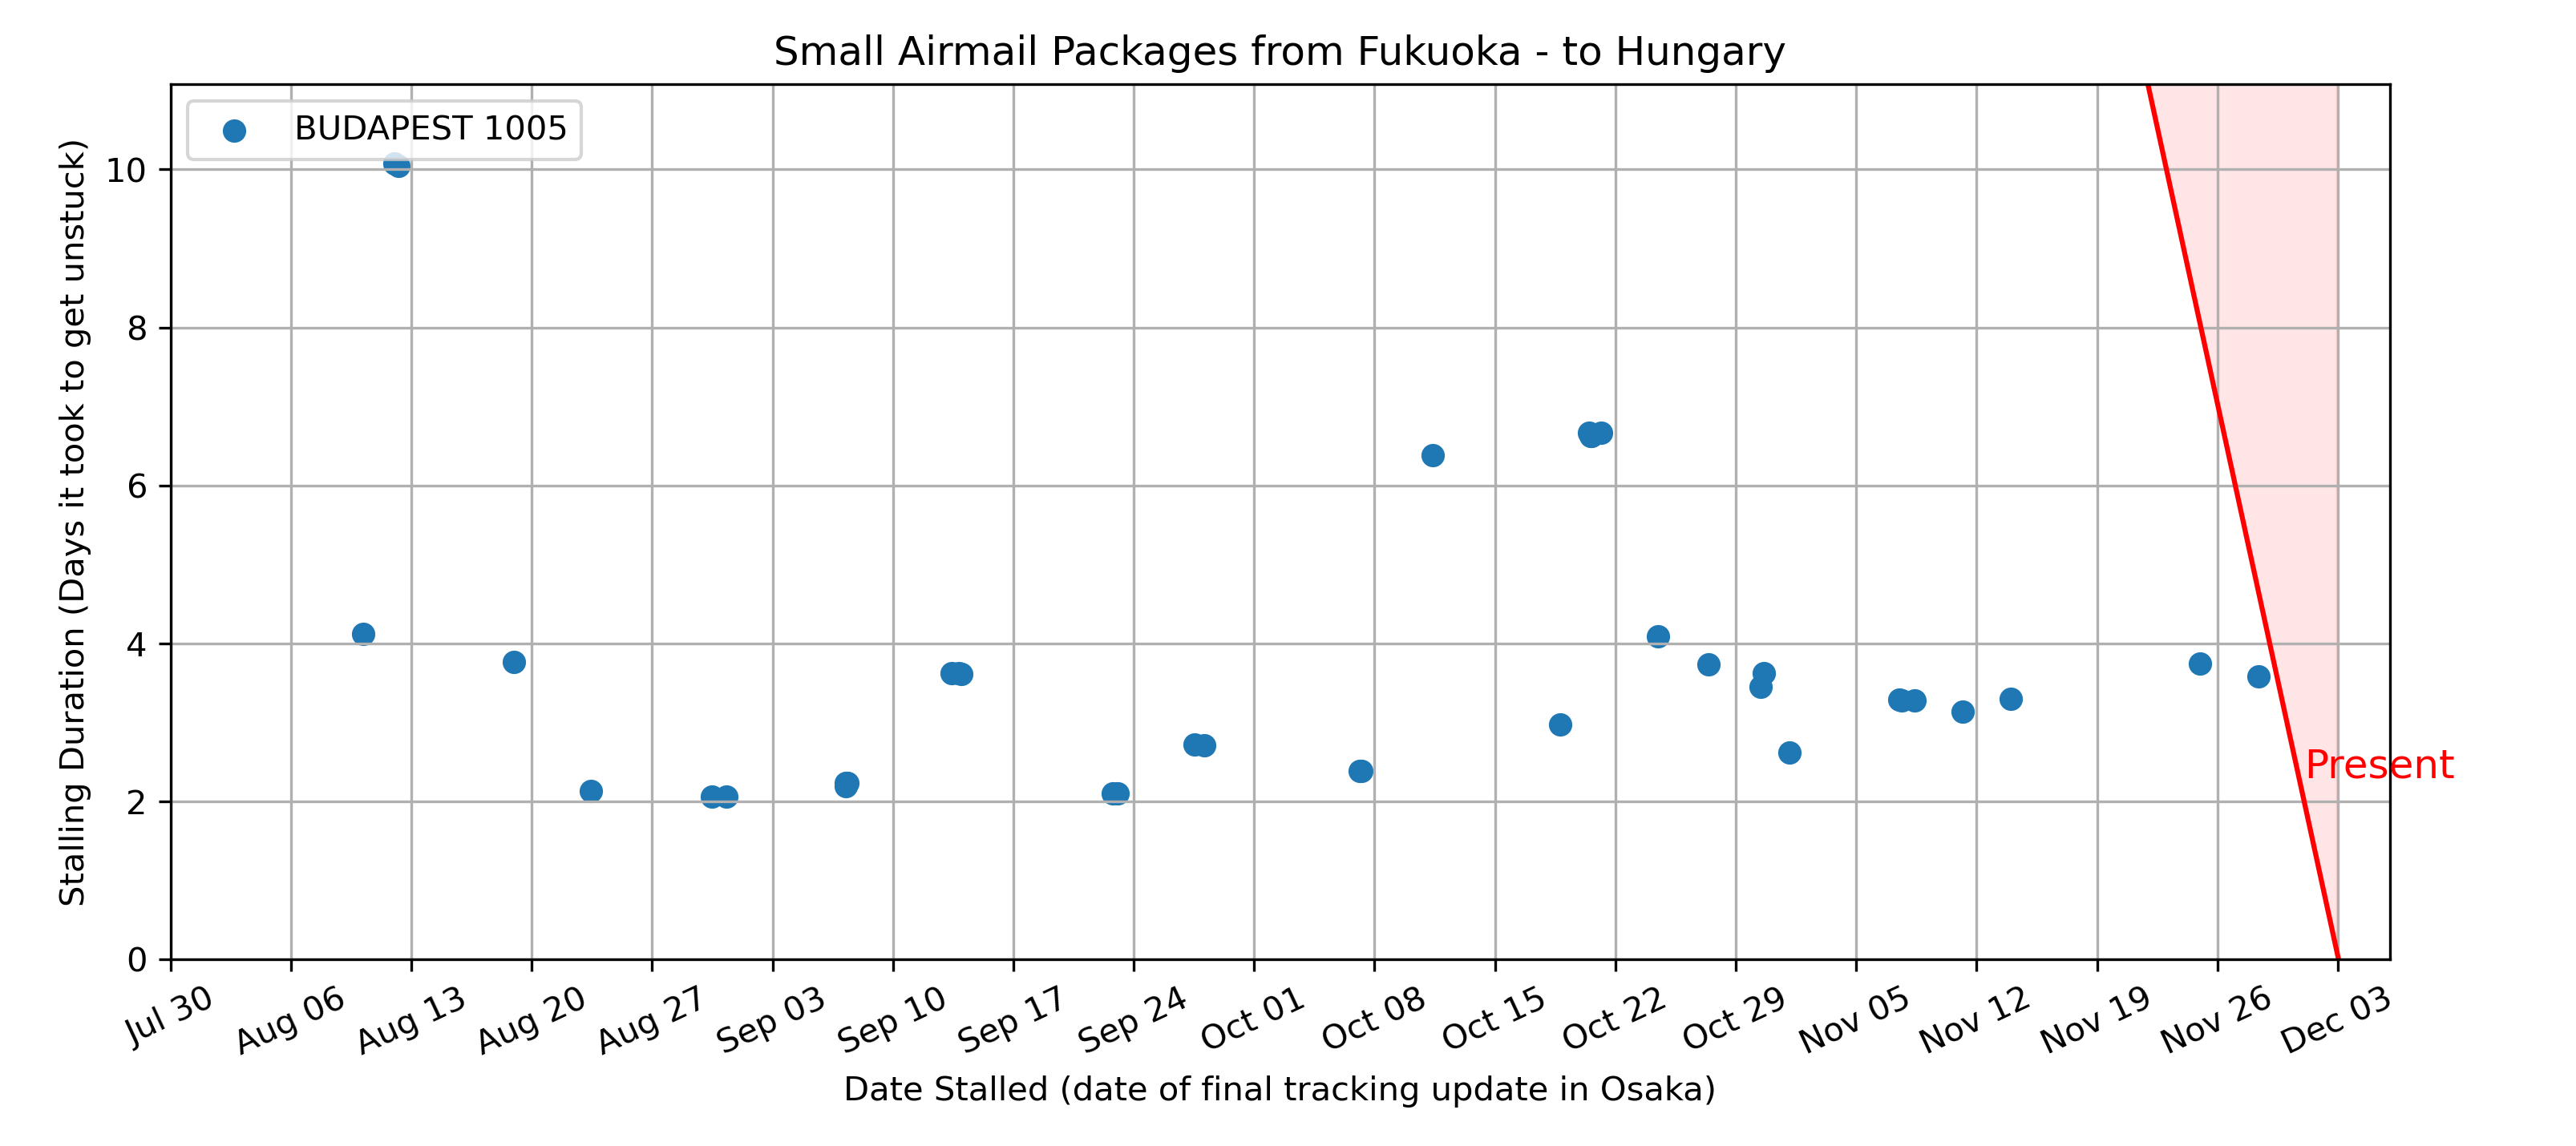 Small Airmail Packages from Fukuoka - to Hungary
BUDAPEST 1005
Stalling Duration (Days it took to get unstuck)
10
8
6
4
2
0
Present
Jul 30
Aug 06
Aug 13
Aug 20
Aug 27
Sep 03
Sep 10
Sep 17
Sep 24
Oct 01
Oct 08
Oct 15
Oct 22
Oct 29
Nov 05
Nov 12
Nov 19
Nov 26
Dec 03
Date Stalled (date of final tracking update in Osaka)